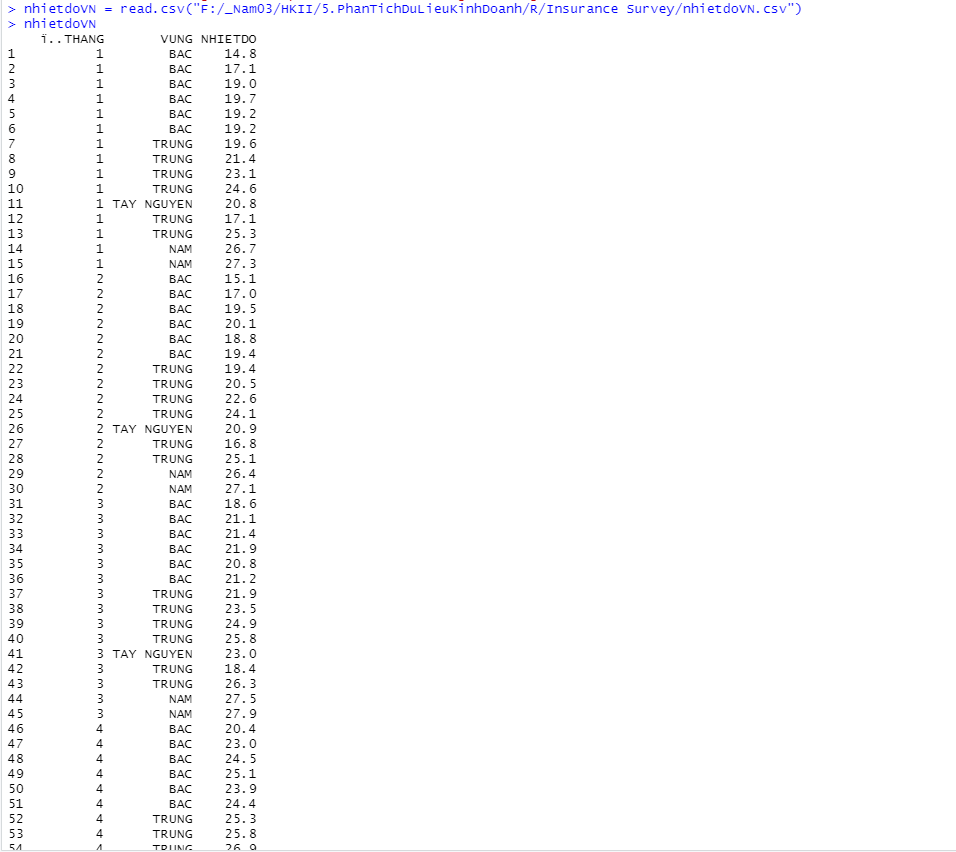 > nhietdoVN = read.csv("F:/_Nam03/HKII/5.PhanTichDuLieuKinhDoanh/R/Insurance Survey/nhietdoVN.csv")
> nhietdoVN
ï..THANG VUNG NHIETDO
1 1 BAC 14.8
2 1 BAC 17.1
3 1 BAC 19.0
4 1 BAC 19.7
5 1 BAC 19.2
6 1 BAC 19.2
7 1 TRUNG 19.6
8 1 TRUNG 21.4
9 1 TRUNG 23.1
10 1 TRUNG 24.6
11 1 TAY NGUYEN 20.8
12 1 TRUNG 17.1
13 1 TRUNG 25.3
14 1 NAM 26.7
15 1 NAM 27.3
16 2 BAC 15.1
17 2 BAC 17.0
18 2 BAC 19.5
19 2 BAC 20.1
20 2 BAC 18.8
21 2 BAC 19.4
22 2 TRUNG 19.4
23 2 TRUNG 20.5
24 2 TRUNG 22.6
25 2 TRUNG 24.1
26 2 TAY NGUYEN 20.9
27 2 TRUNG 16.8
28 2 TRUNG 25.1
29 2 NAM 26.4
30 2 NAM 27.1
31 3 BAC 18.6
32 3 BAC 21.1
33 3 BAC 21.4
34 3 BAC 21.9
35 3 BAC 20.8
36 3 BAC 21.2
37 3 TRUNG 21.9
38 3 TRUNG 23.5
39 3 TRUNG 24.9
40 3 TRUNG 25.8
41 3 TAY NGUYEN 23.0
42 3 TRUNG 18.4
43 3 TRUNG 26.3
44 3 NAM 27.5
45 3 NAM 27.9
46 4 BAC 20.4
47 4 BAC 23.0
48 4 BAC 24.5
49 4 BAC 25.1
50 4 BAC 23.9
51 4 BAC 24.4
52 4 TRUNG 25.3
53 4 TRUNG 25.8
54 4 TRUNG 26.9